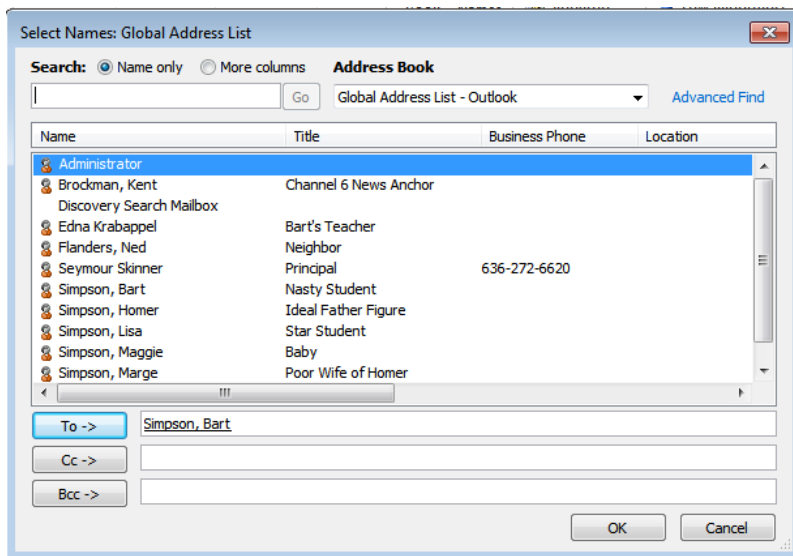 Select Names: Global Address List
Search: Name only More columns Address Book
Go Global Address List - Outlook Advanced Find
Name Title Business Phone Location
Administrator
Brockman, Kent Channel 6 News Anchor
Discovery Search Mailbox
Edna Krabappel Bart's Teacher
Flanders, Ned Neighbor
Seymour Skinner Principal 636-272-6620
Simpson, Bart Nasty Student
Simpson, Homer Ideal Father Figure
Simpson, Lisa Star Student
Simpson, Maggie Baby
Simpson, Marge Poor Wife of Homer
To -> Simpson, Bart
Cc ->
Bcc ->
OK Cancel